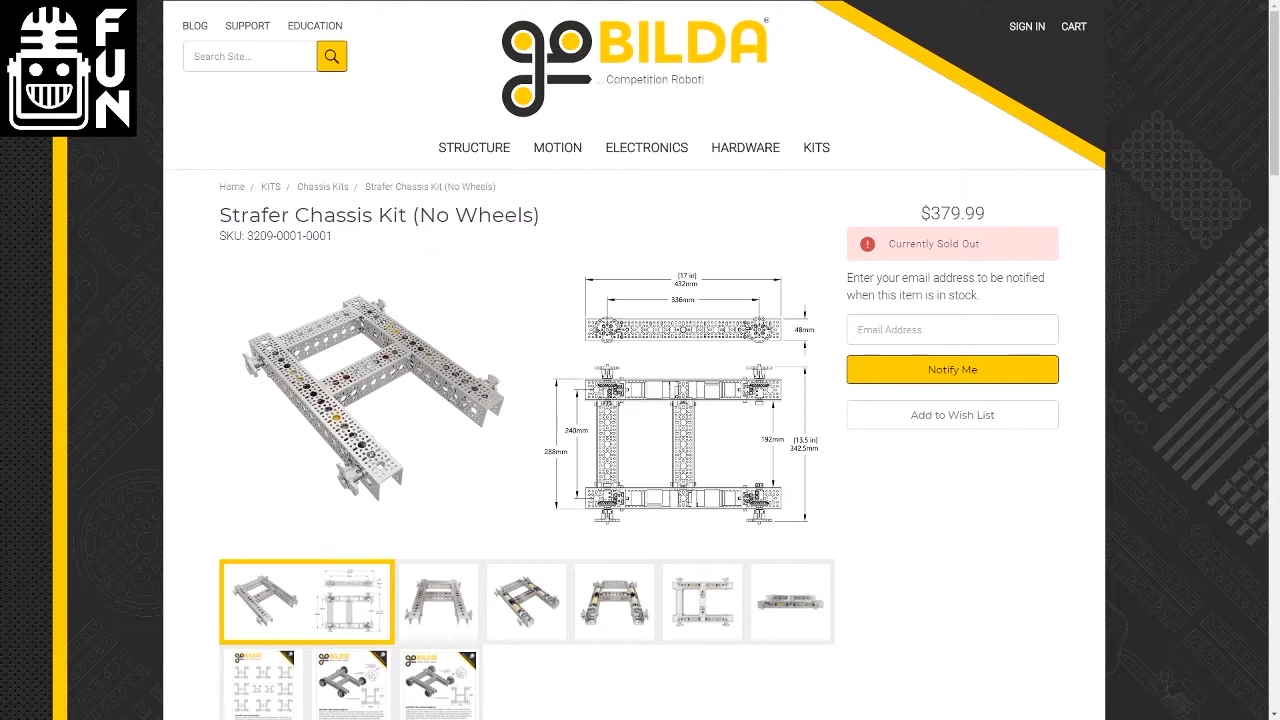 FUN
BLOG SUPPORT EDUCATION
SIGN IN CART
Search Site...
goBILDA®
... Competition Robot!
STRUCTURE MOTION ELECTRONICS HARDWARE KITS
Home / KITS / Chassis Kits / Strafer Chassis Kit (No Wheels)
Strafer Chassis Kit (No Wheels)
SKU: 3209-0001-0001
$379.99
Currently Sold Out
Enter your email address to be notified
when this item is in stock.
Email Address
Notify Me
Add to Wish List
[17 in]
432mm
336mm
48mm
240mm
288mm
192mm
[13.5 in]
342.5mm
goBILDA
goBILDA
goBILDA